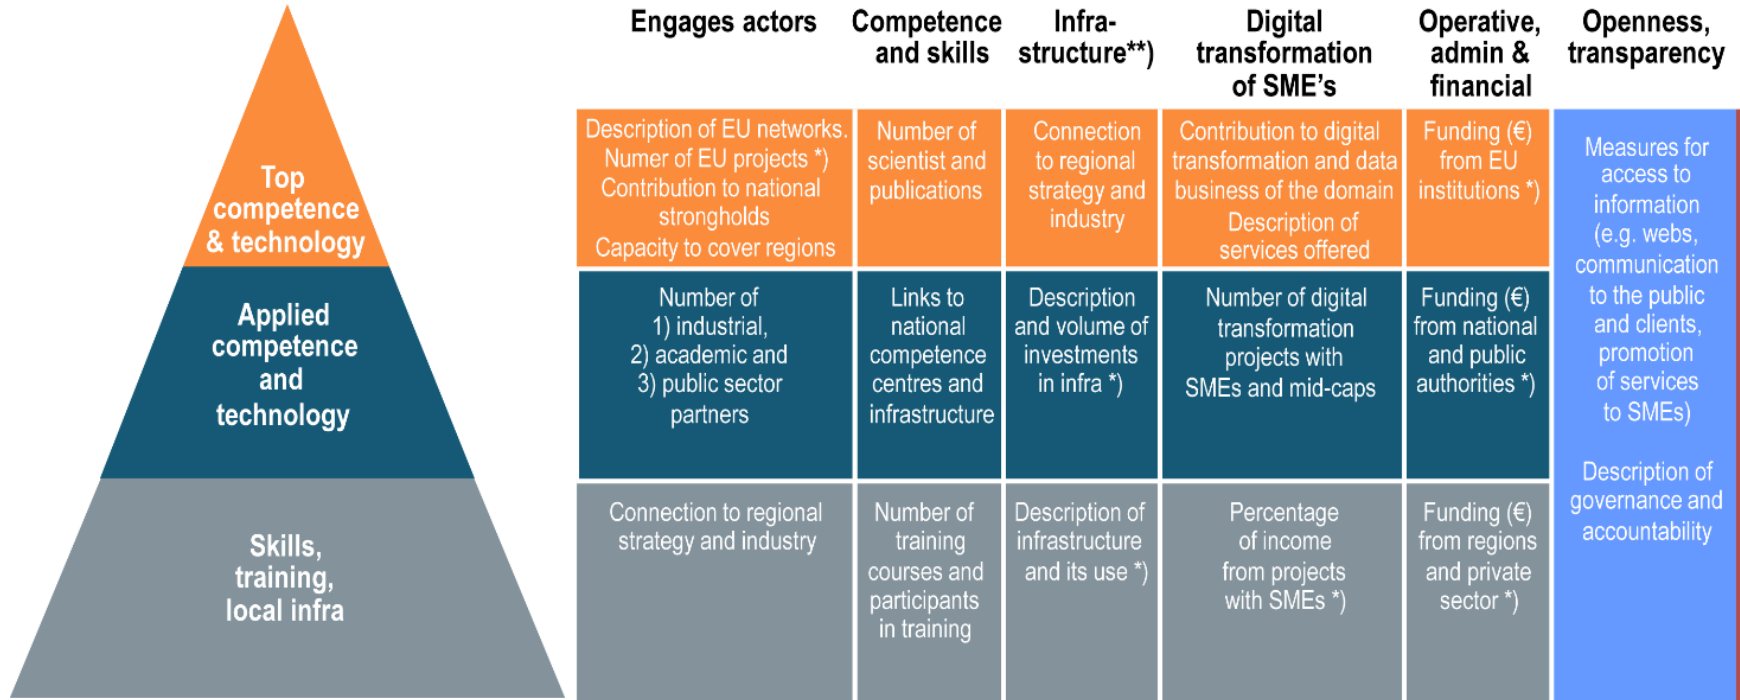 Engages actors
Competence
and skills
Infra-
structure**)
Digital
transformation
of SME's
Operative,
admin &
financial
Openness,
transparency
Top
competence
& technology
Description of EU networks.
Numer of EU projects *)
Contribution to national
strongholds
Capacity to cover regions
Number of
scientist and
publications
Connection
to regional
strategy and
industry
Contribution to digital
transformation and data
business of the domain
Description of
services offered
Funding (€)
from EU
institutions *)
Measures for
access to
information
(e.g. webs,
communication
to the public
and clients,
promotion
of services
to SMEs)
Description of
governance and
accountability
Applied
competence
and
technology
Number of
1) industrial,
2) academic and
3) public sector
partners
Links to
national
competence
centres and
infrastructure
Description
and volume of
investments
in infra *)
Number of digital
transformation
projects with
SMEs and mid-caps
Funding (€)
from national
and public
authorities *)
Skills,
training,
local infra
Connection to regional
strategy and industry
Number of
training
courses and
participants
in training
Description of
infrastructure
and its use *)
Percentage
of income
from projects
with SMEs *)
Funding (€)
from regions
and private
sector *)